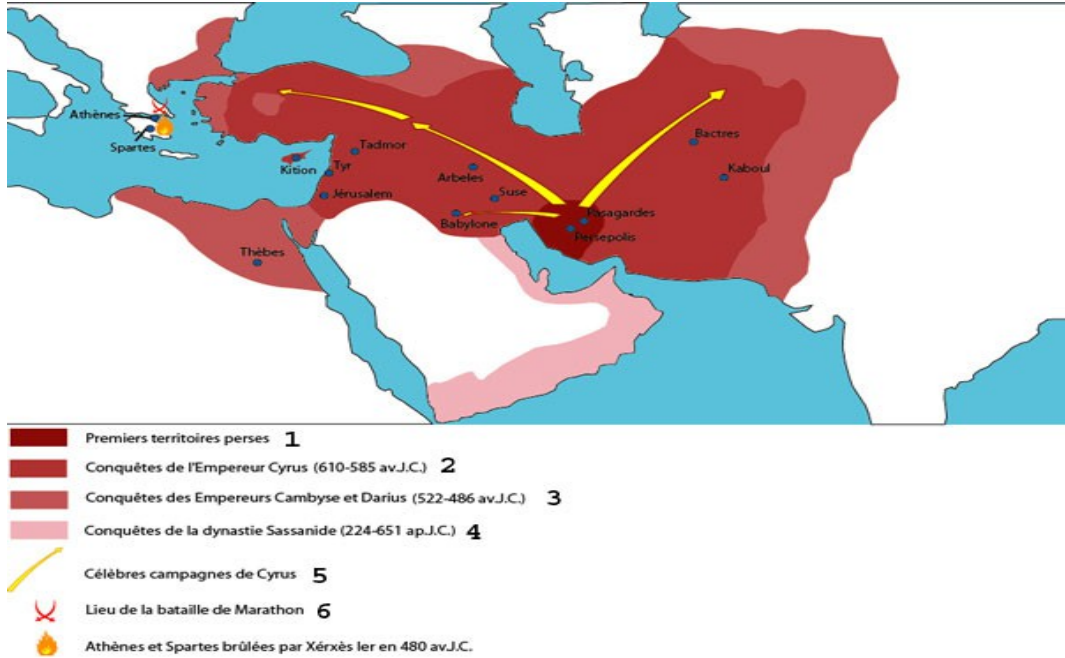 Athènes
Spartes
Kition
Tadmor
Tyr
Jérusalem
Arbeles
Suse
Babylone
Pasagardes
Persepolis
Bactres
Kaboul
Thèbes
Premiers territoires perses 1
Conquêtes de l'Empereur Cyrus (610-585 av.J.C.) 2
Conquêtes des Empereurs Cambyse et Darius (522-486 av.J.C.) 3
Conquêtes de la dynastie Sassanide (224-651 ap.J.C.) 4
Célèbres campagnes de Cyrus 5
Lieu de la bataille de Marathon 6
Athènes et Spartes brûlées par Xérxès Ier en 480 av.J.C.